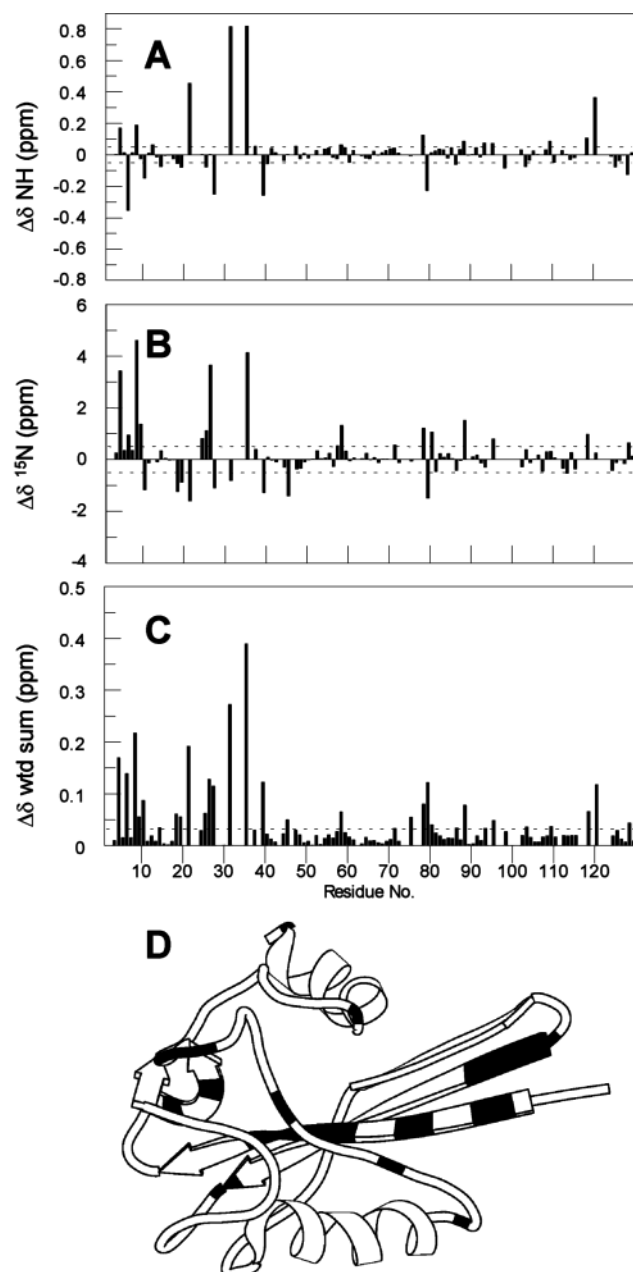 A
Δδ NH (ppm)
0.8
0.6
0.4
0.2
0
-0.2
-0.4
-0.6
-0.8
B
Δδ ¹⁵N (ppm)
6
4
2
0
-2
-4
C
Δδ wtd sum (ppm)
0.5
0.4
0.3
0.2
0.1
0
10 20 30 40 50 60 70 80 90 100 110 120
Residue No.
D